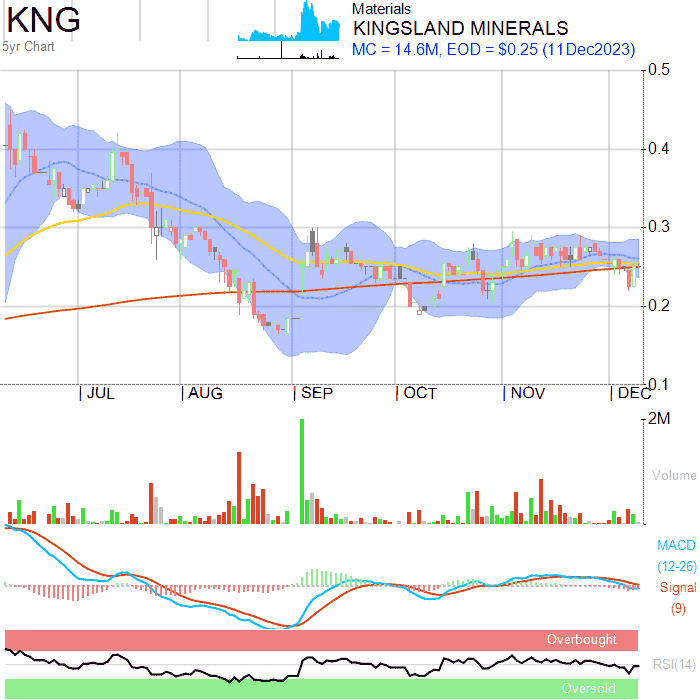 KNG
5yr Chart
Materials
KINGSLAND MINERALS
MC = 14.6M, EOD = $0.25 (11Dec2023)
0.5
0.4
0.3
0.2
0.1
JUL AUG SEP OCT NOV DEC
2M
Volume
MACD
(12-26)
Signal
(9)
Overbought
RSI(14)
Oversold